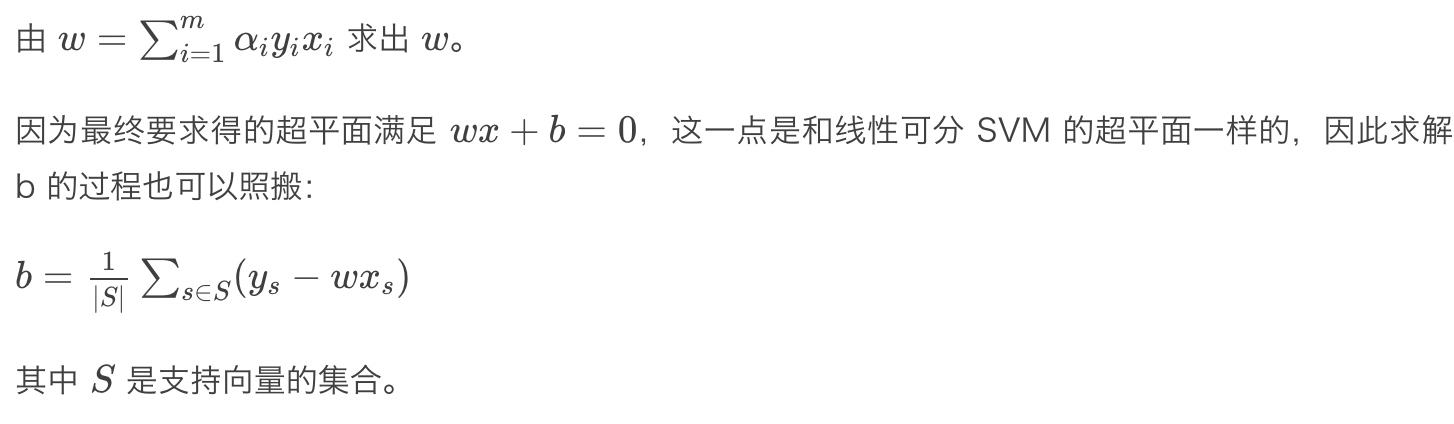 由 $w = \sum_{i=1}^{m} \alpha_i y_i x_i$ 求出 $w$。
因为最终要求得的超平面满足 $wx + b = 0$，这一点是和线性可分 SVM 的超平面一样的，因此求解
b 的过程也可以照搬：
$b = \frac{1}{|S|} \sum_{s \in S} (y_s - wx_s)$
其中 $S$ 是支持向量的集合。